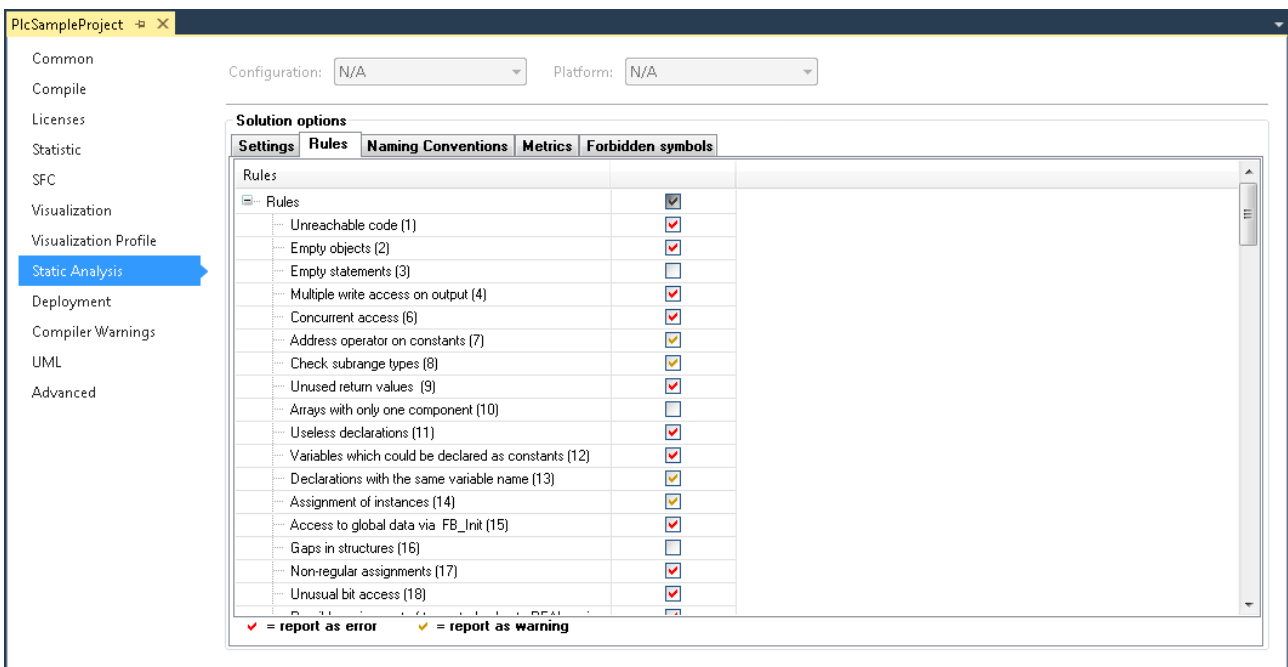 PlcSampleProject
Common
Compile
Licenses
Statistic
SFC
Visualization
Visualization Profile
Static Analysis
Deployment
Compiler Warnings
UML
Advanced
Configuration: N/A Platform: N/A
Solution options
Settings Rules Naming Conventions Metrics Forbidden symbols
Rules
Rules
Unreachable code (1)
Empty objects (2)
Empty statements (3)
Multiple write access on output (4)
Concurrent access (6)
Address operator on constants (7)
Check subrange types (8)
Unused return values (9)
Arrays with only one component (10)
Useless declarations (11)
Variables which could be declared as constants (12)
Declarations with the same variable name (13)
Assignment of instances (14)
Access to global data via FB_Init (15)
Gaps in structures (16)
Non-regular assignments (17)
Unusual bit access (18)
= report as error = report as warning